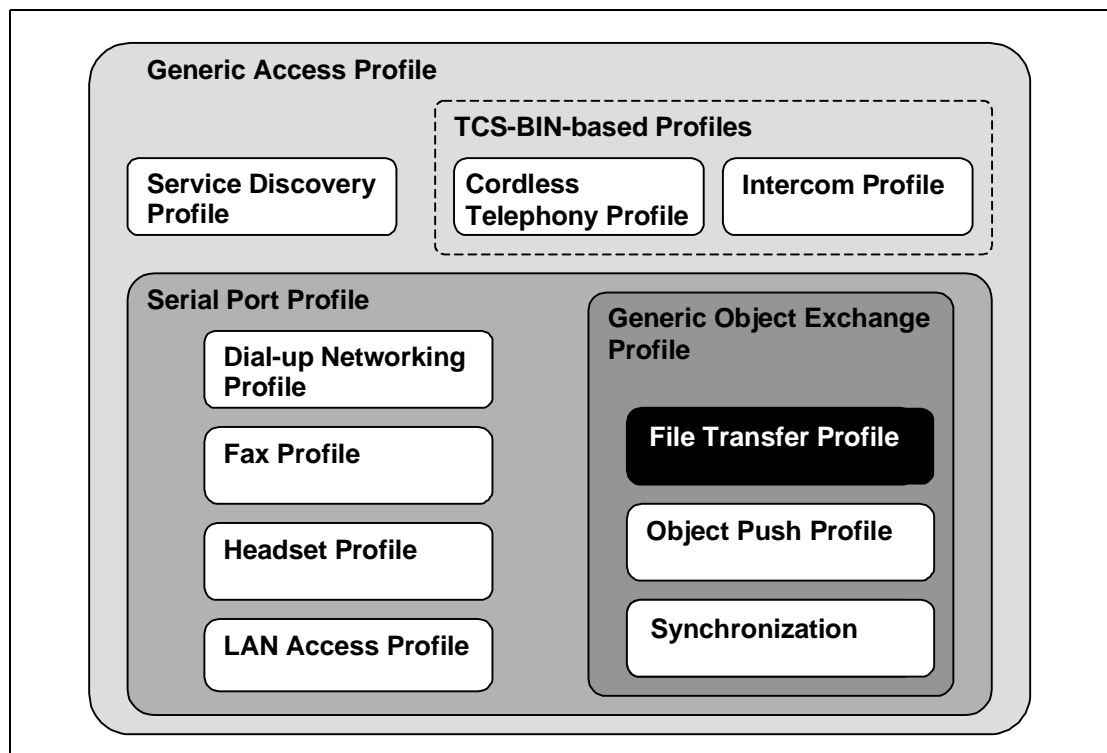 Generic Access Profile
TCS-BIN-based Profiles
Service Discovery
Profile
Cordless
Telephony Profile
Intercom Profile
Serial Port Profile
Generic Object Exchange
Profile
Dial-up Networking
Profile
Fax Profile
Headset Profile
LAN Access Profile
File Transfer Profile
Object Push Profile
Synchronization